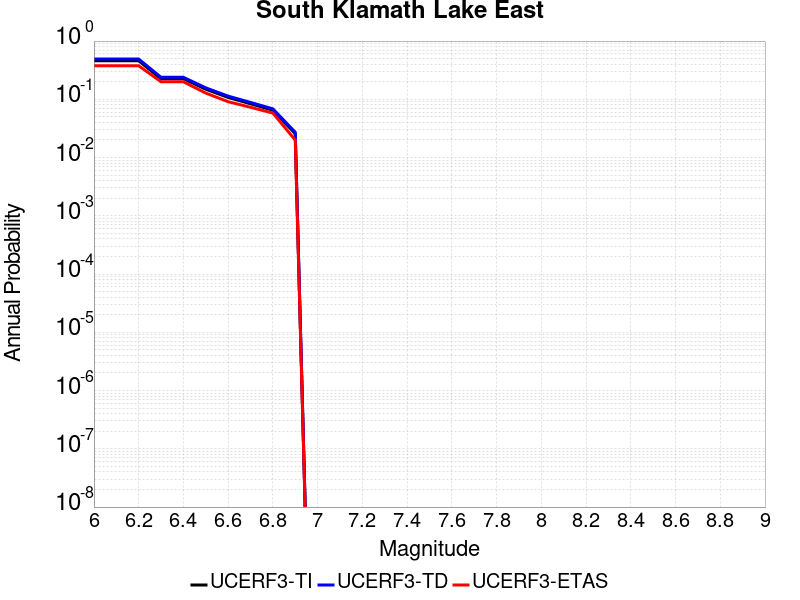 South Klamath Lake East
10^0
10^-1
10^-2
10^-3
10^-4
10^-5
10^-6
10^-7
10^-8
Annual Probability
6 6.2 6.4 6.6 6.8 7 7.2 7.4 7.6 7.8 8 8.2 8.4 8.6 8.8 9
Magnitude
UCERF3-TI UCERF3-TD UCERF3-ETAS